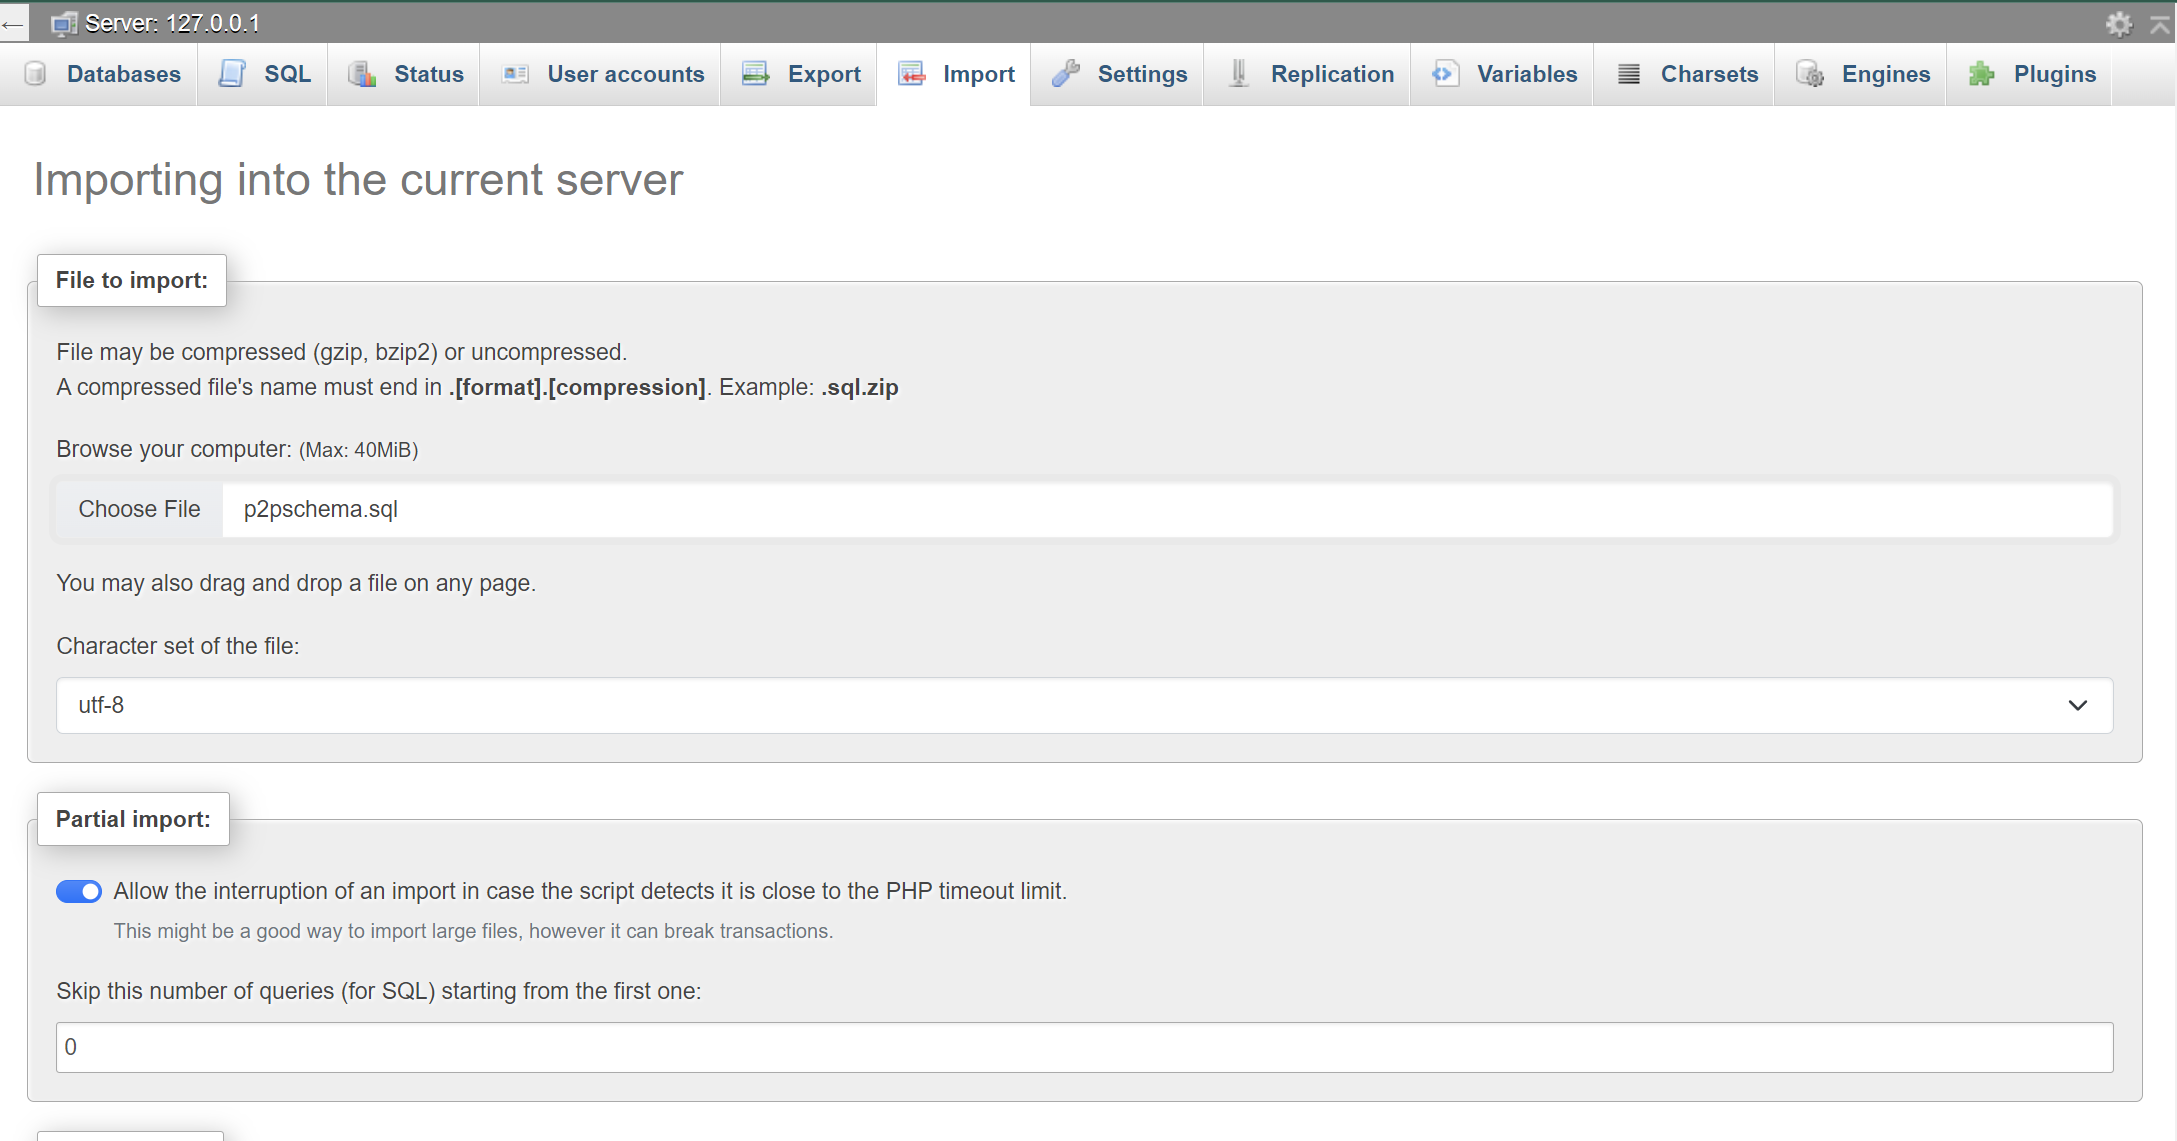 Server: 127.0.0.1
Databases SQL Status User accounts Export Import Settings Replication Variables Charsets Engines Plugins
Importing into the current server
File to import:
File may be compressed (gzip, bzip2) or uncompressed.
A compressed file's name must end in .[format].[compression]. Example: .sql.zip
Browse your computer: (Max: 40MiB)
Choose File p2pschema.sql
You may also drag and drop a file on any page.
Character set of the file:
utf-8
Partial import:
Allow the interruption of an import in case the script detects it is close to the PHP timeout limit.
This might be a good way to import large files, however it can break transactions.
Skip this number of queries (for SQL) starting from the first one:
0